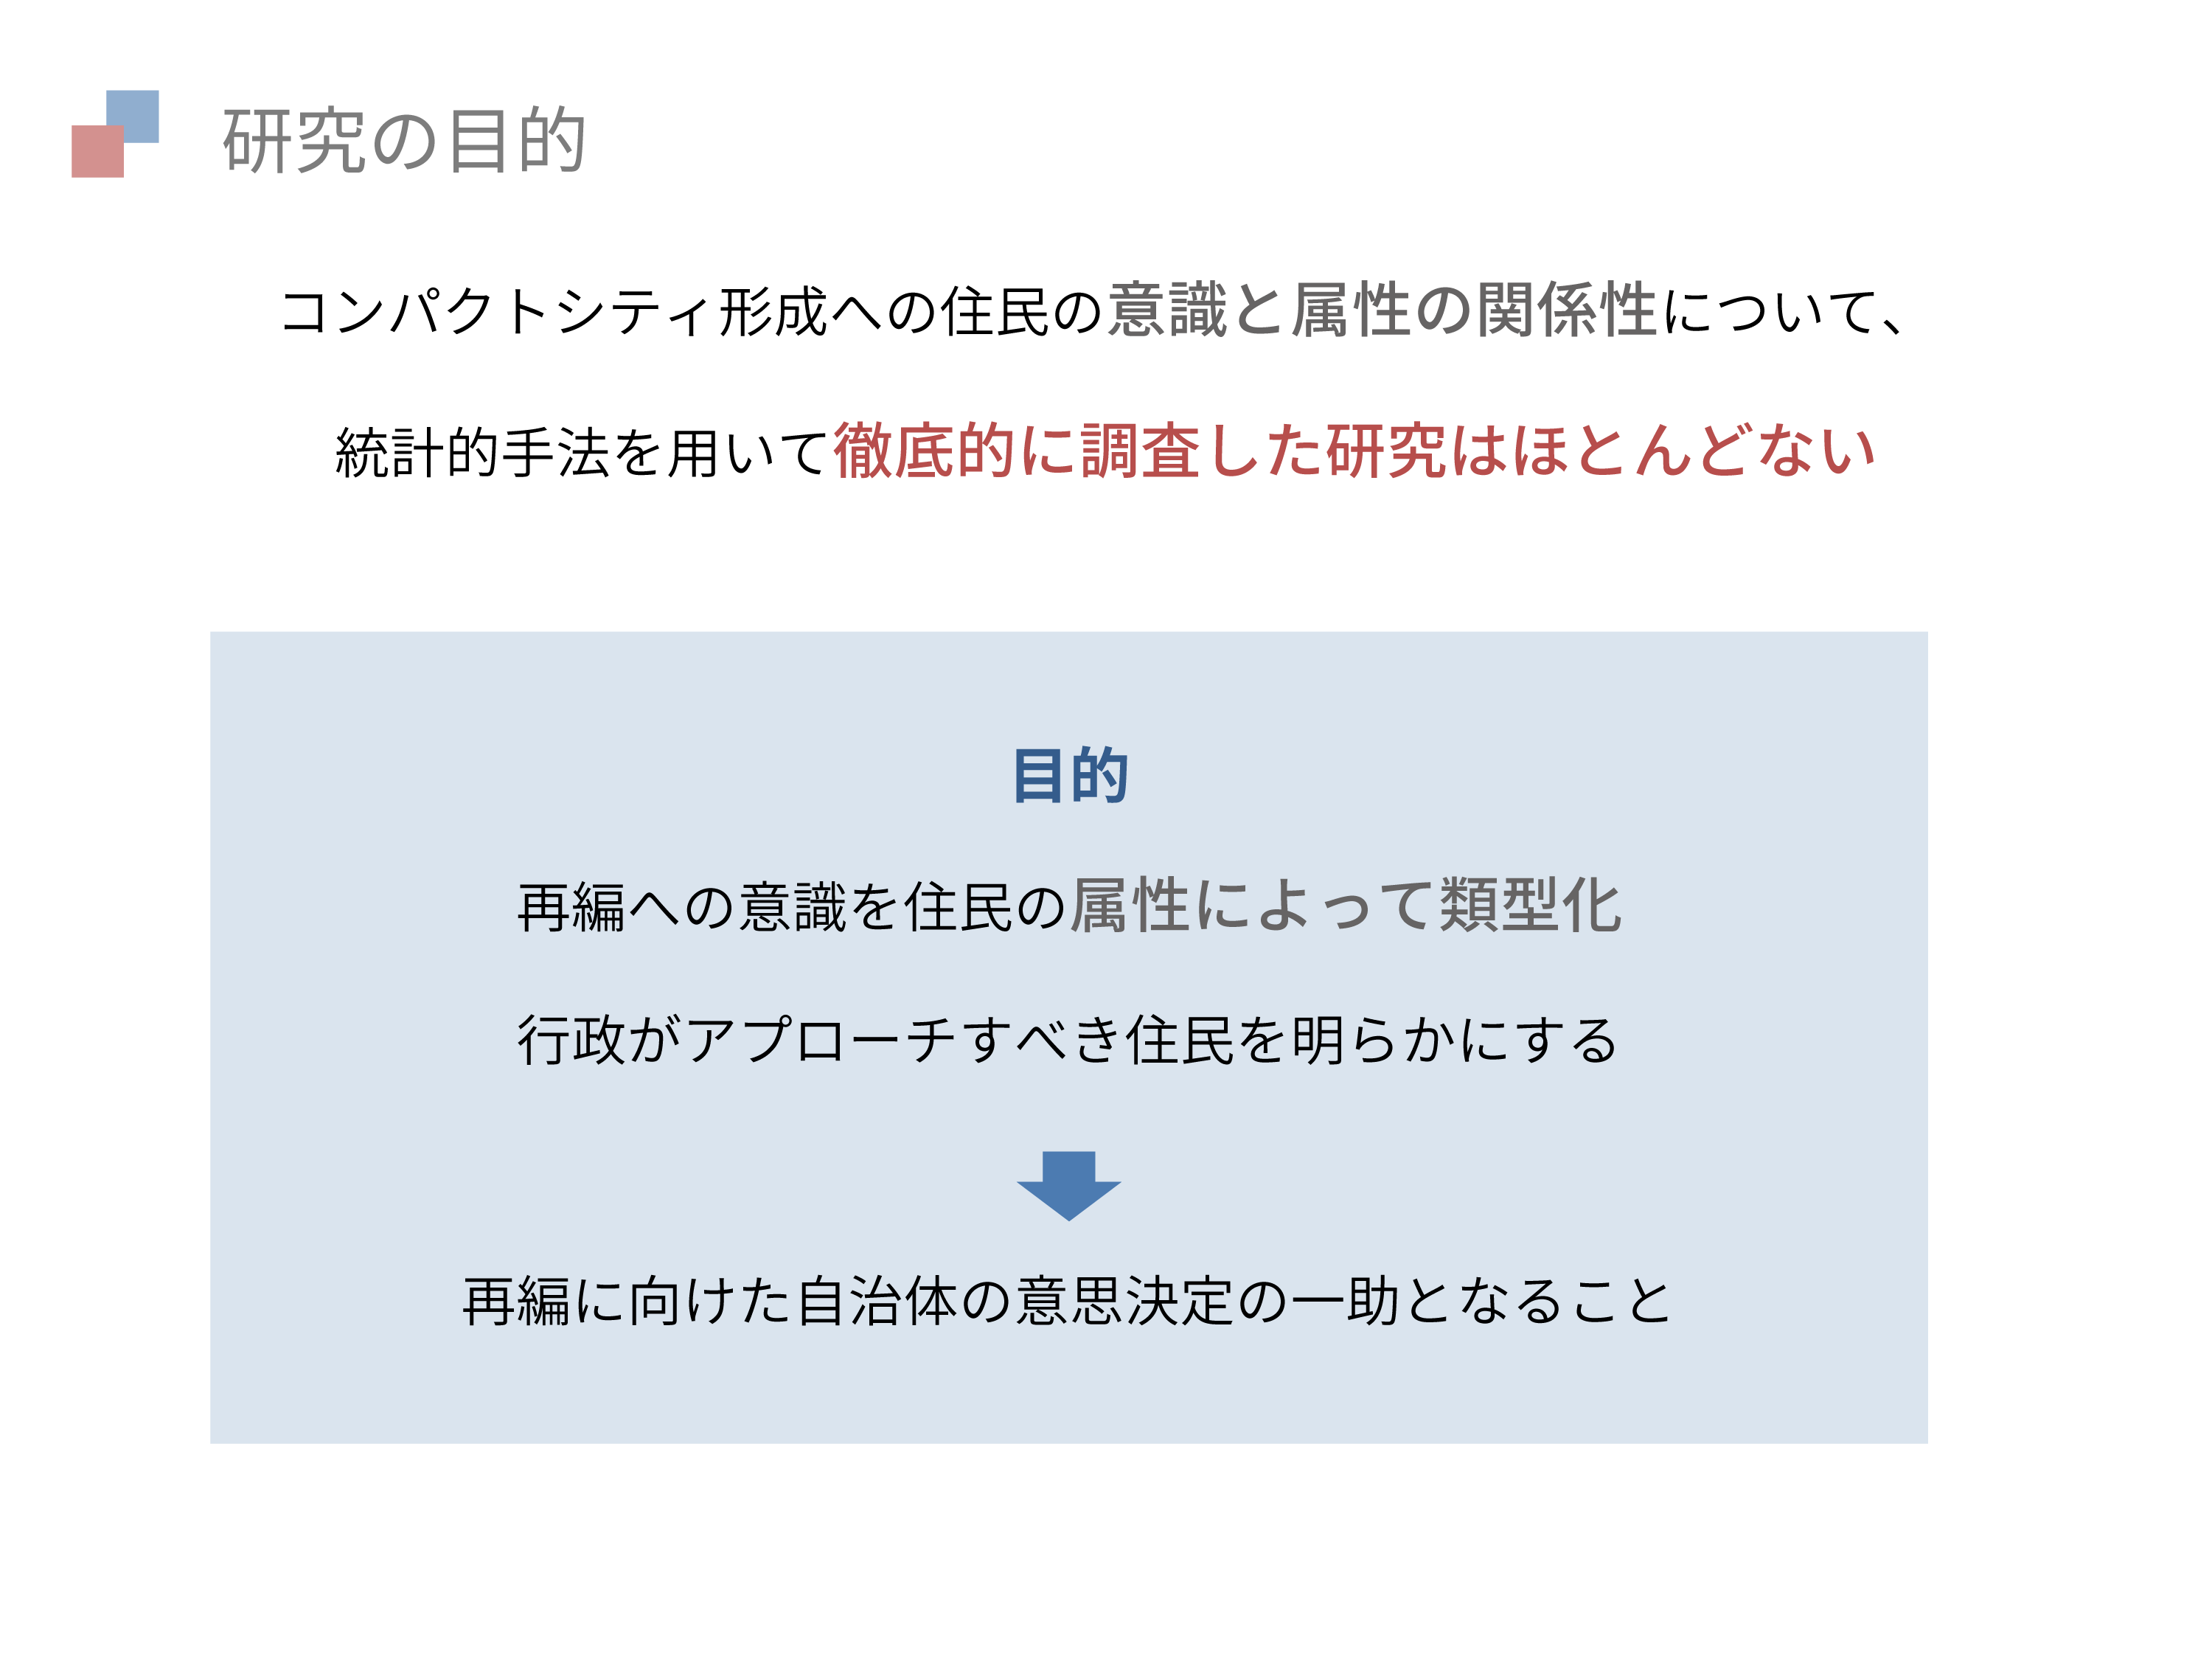 研究の目的
コンパクトシティ形成への住民の意識と属性の関係性について、
統計的手法を用いて徹底的に調査した研究はほとんどない
目的
再編への意識を住民の属性によって類型化
行政がアプローチすべき住民を明らかにする
再編に向けた自治体の意思決定の一助となること